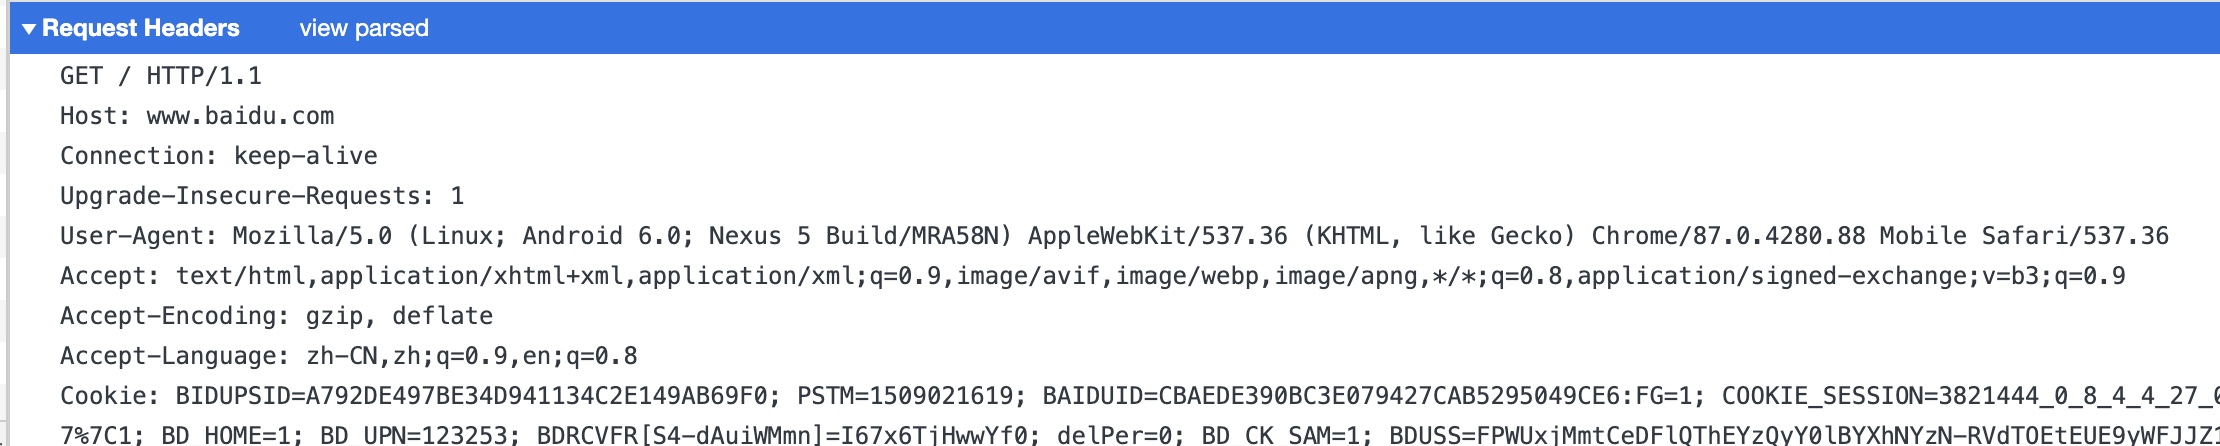 Request Headers view parsed
GET / HTTP/1.1
Host: www.baidu.com
Connection: keep-alive
Upgrade-Insecure-Requests: 1
User-Agent: Mozilla/5.0 (Linux; Android 6.0; Nexus 5 Build/MRA58N) AppleWebKit/537.36 (KHTML, like Gecko) Chrome/87.0.4280.88 Mobile Safari/537.36
Accept: text/html,application/xhtml+xml,application/xml;q=0.9,image/avif,image/webp,image/apng,*/*;q=0.8,application/signed-exchange;v=b3;q=0.9
Accept-Encoding: gzip, deflate
Accept-Language: zh-CN,zh;q=0.9,en;q=0.8
Cookie: BIDUPSID=A792DE497BE34D941134C2E149AB69F0; PSTM=1509021619; BAIDUID=CBAEDE390BC3E079427CAB5295049CE6:FG=1; COOKIE_SESSION=3821444_0_8_4_4_27_0
7%7C1; BD_HOME=1; BD_UPN=123253; BDRCVFR[S4-dAuiWMmn]=I67x6TjHwwYf0; delPer=0; BD_CK_SAM=1; BDUSS=FPWUxjMmtCeDFlQThEYzQyY0lBYXhNYzN-RVdTOEtEUE9yWFJJZ1